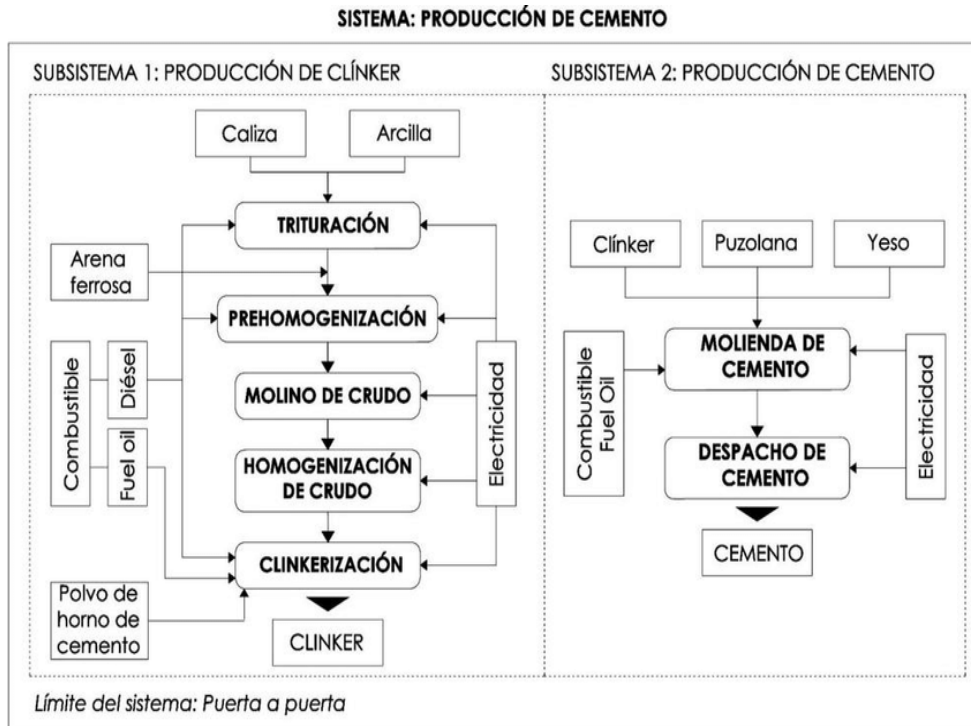 SISTEMA: PRODUCCIÓN DE CEMENTO
SUBSISTEMA 1: PRODUCCIÓN DE CLÍNKER
Caliza
Arcilla
TRITURACIÓN
Arena
ferrosa
PREHOMOGENIZACIÓN
Combustible
Diésel
MOLINO DE CRUDO
Electricidad
Fuel oil
HOMOGENIZACIÓN
DE CRUDO
CLINKERIZACIÓN
Polvo de
horno de
cemento
CLINKER
SUBSISTEMA 2: PRODUCCIÓN DE CEMENTO
Clínker
Puzolana
Yeso
MOLIENDA DE
CEMENTO
Combustible
Fuel Oil
Electricidad
DESPACHO DE
CEMENTO
CEMENTO
Límite del sistema: Puerta a puerta